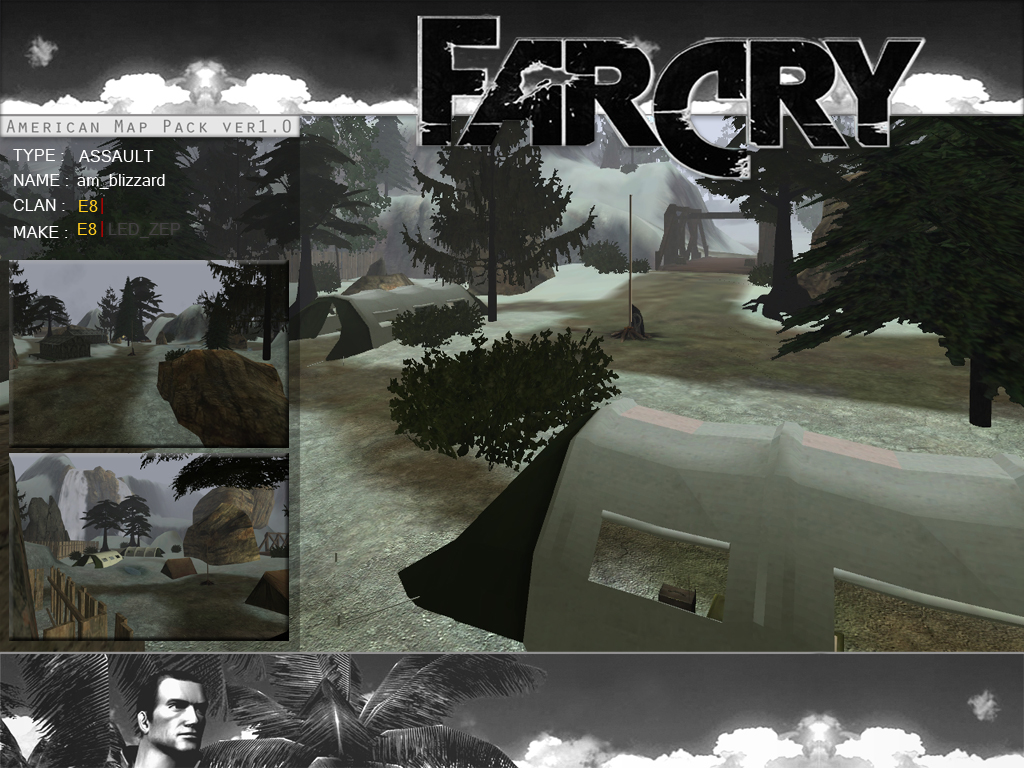 FARCRY
American Map Pack ver1.0
TYPE : ASSAULT
NAME : am_blizzard
CLAN : E8|
MAKE : E8|LED_ZEP